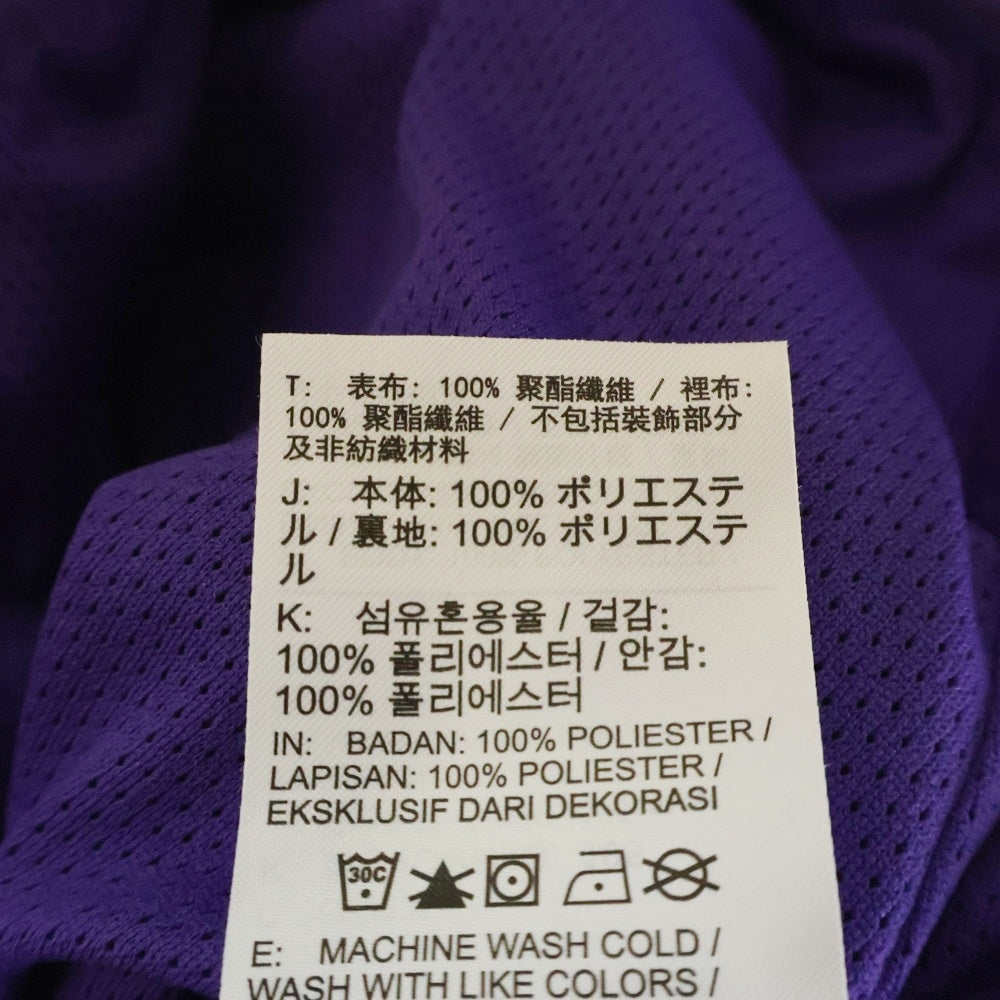 T: 表布: 100% 聚酯纖維 / 裡布:
100% 聚酯纖維 / 不包括裝飾部分
及非紡織材料
J: 本体: 100% ポリエステ
ル / 裏地: 100% ポリエステ
ル
K: 섬유혼용율 / 겉감:
100% 폴리에스터 / 안감:
100% 폴리에스터
IN: BADAN: 100% POLIESTER /
LAPISAN: 100% POLIESTER /
EKSKLUSIF DARI DEKORASI
30C
E: MACHINE WASH COLD /
WASH WITH LIKE COLORS /